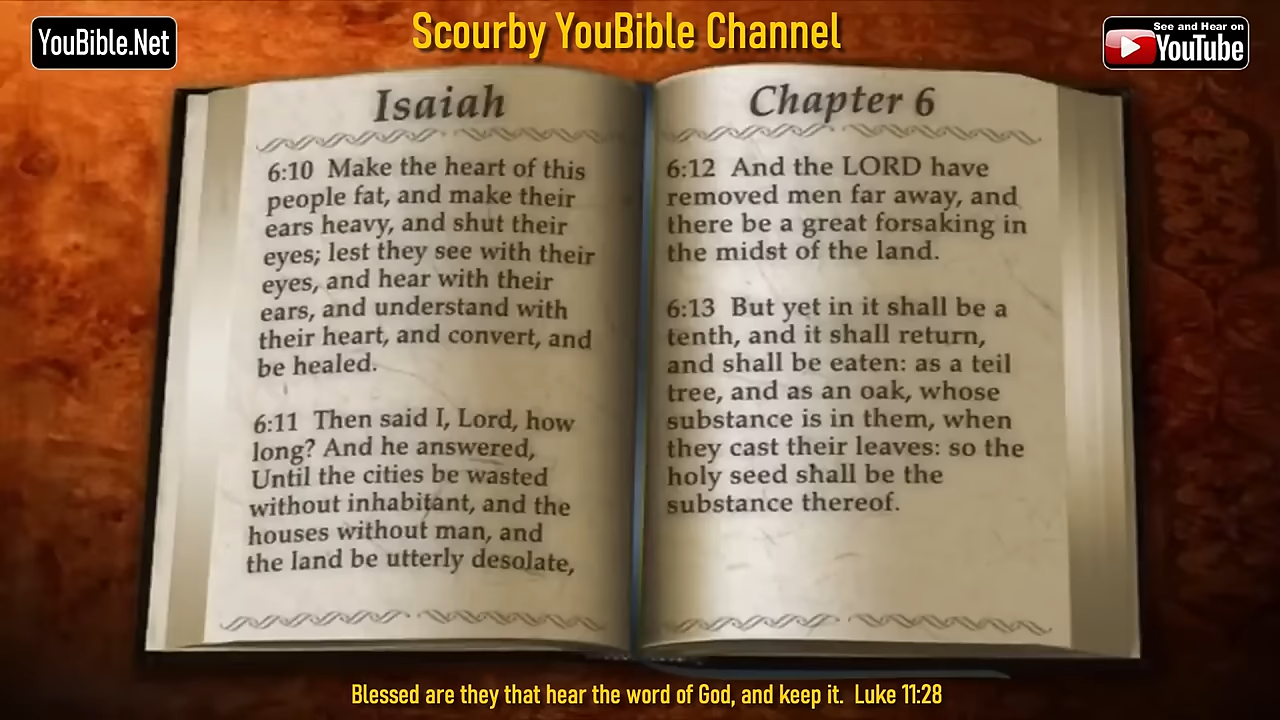 YouBible.Net
Scourby YouBible Channel
See and Hear on
YouTube
Isaiah
6:10 Make the heart of this
people fat, and make their
ears heavy, and shut their
eyes; lest they see with their
eyes, and hear with their
ears, and understand with
their heart, and convert, and
be healed.
6:11 Then said I, Lord, how
long? And he answered,
Until the cities be wasted
without inhabitant, and the
houses without man, and
the land be utterly desolate,
Chapter 6
6:12 And the LORD have
removed men far away, and
there be a great forsaking in
the midst of the land.
6:13 But yet in it shall be a
tenth, and it shall return,
and shall be eaten: as a teil
tree, and as an oak, whose
substance is in them, when
they cast their leaves: so the
holy seed shall be the
substance thereof.
Blessed are they that hear the word of God, and keep it. Luke 11:28